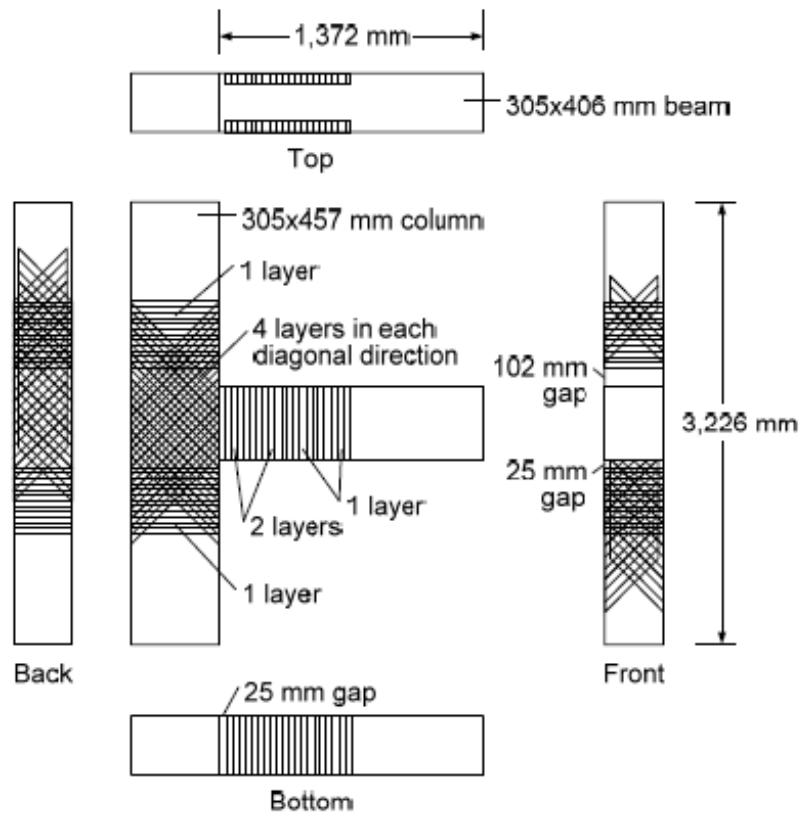 1,372 mm
305x406 mm beam
Top
305x457 mm column
1 layer
4 layers in each
diagonal direction
102 mm
gap
3,226 mm
25 mm
gap
1 layer
2 layers
1 layer
Back
Front
25 mm gap
Bottom